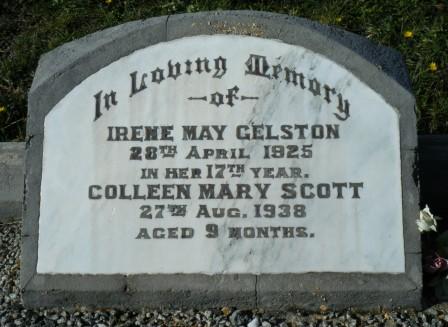 In Loving Memory
of
IRENE MAY GELSTON
28TH APRIL 1925
IN HER 17TH YEAR.
COLLEEN MARY SCOTT
27TH AUG. 1938
AGED 9 MONTHS.